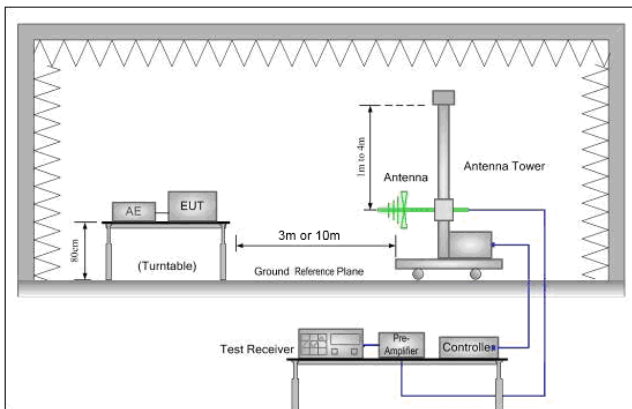 1m to 4m
Antenna
Antenna Tower
AE
EUT
3m or 10m
80cm
(Turntable)
Ground Reference Plane
Test Receiver
Pre-
Amplifier
Controller